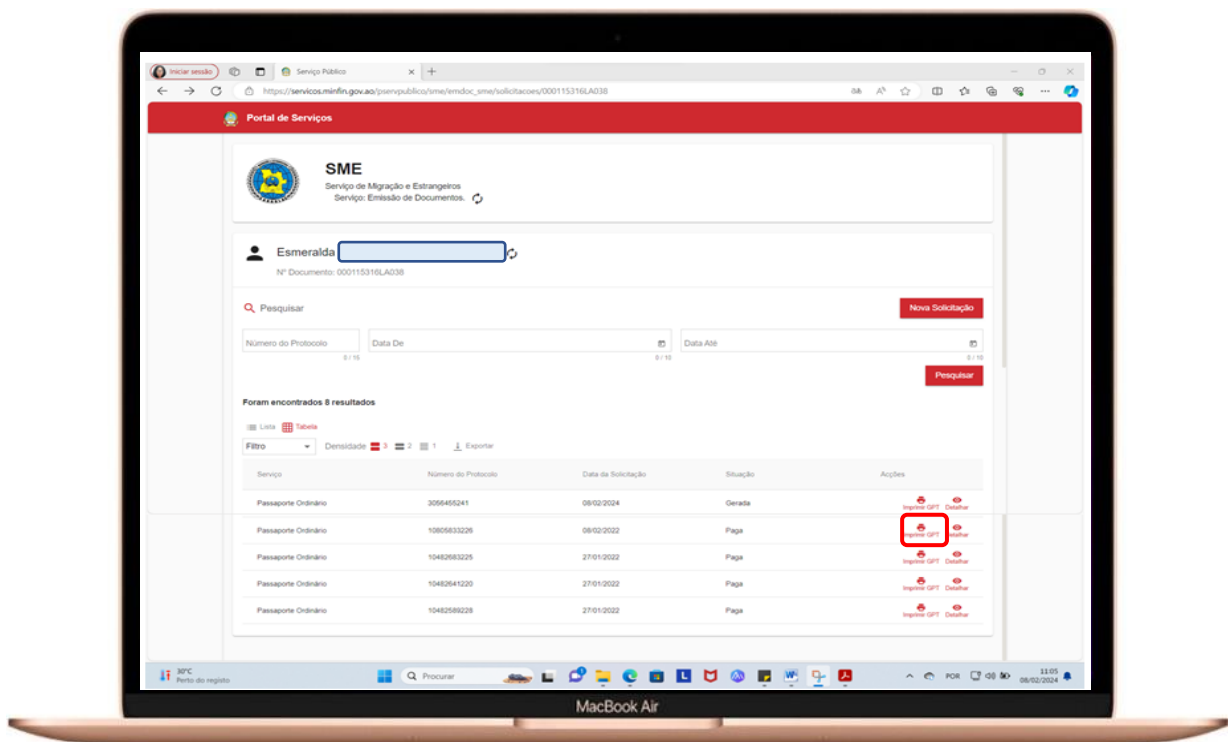 Iniciar sessão
Serviço Público
https://servicos.minfin.gov.ao/pservpublico/sme/emdoc_sme/solicitacoes/000115316LA038
Portal de Serviços
SME
Serviço de Migração e Estrangeiros
Serviço: Emissão de Documentos.
Esmeralda
Nº Documento: 000115316LA038
Pesquisar
Nova Solicitação
Número do Protocolo Data De Data Até
0 / 16 0 / 10 0 / 10
Pesquisar
Foram encontrados 8 resultados
Lista Tabela
Filtro Densidade 3 2 1 Exportar
Serviço Número do Protocolo Data da Solicitação Situação Acções
Passaporte Ordinário 3056455241 08/02/2024 Gerada Imprimir GPT Detalhar
Passaporte Ordinário 10805833226 08/02/2022 Paga Imprimir GPT Detalhar
Passaporte Ordinário 10482683225 27/01/2022 Paga Imprimir GPT Detalhar
Passaporte Ordinário 10482641220 27/01/2022 Paga Imprimir GPT Detalhar
Passaporte Ordinário 10482589228 27/01/2022 Paga Imprimir GPT Detalhar
30°C
Perto do registo
Procurar
POR
11:05
08/02/2024
MacBook Air